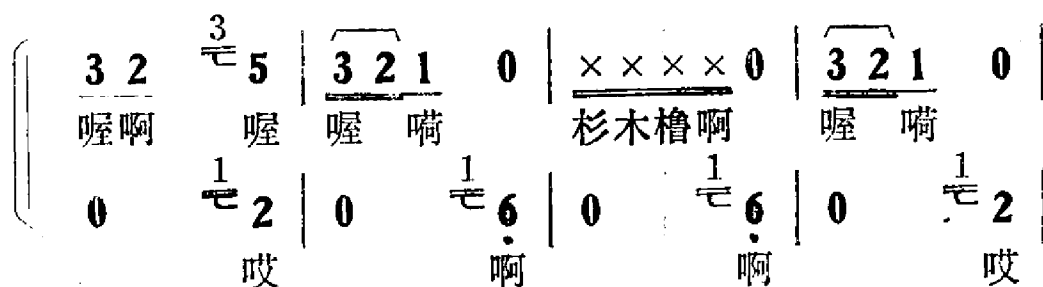 3 2 3 5 | 3 2 1 0 | × × × × 0 | 3 2 1 0
喔啊 喔 喔 嗬 杉木橹啊 喔 嗬
0 1 2 | 0 1 6̣ | 0 1 6̣ | 0 1 2 |
哎 啊 啊 哎